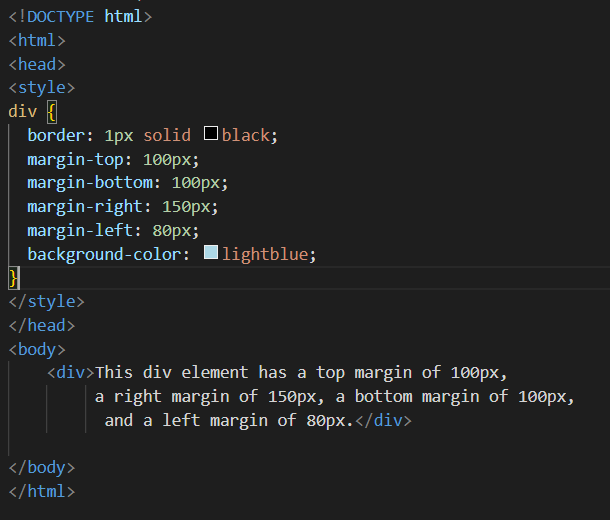 <!DOCTYPE html>
<html>
<head>
<style>
div {
  border: 1px solid black;
  margin-top: 100px;
  margin-bottom: 100px;
  margin-right: 150px;
  margin-left: 80px;
  background-color: lightblue;
}
</style>
</head>
<body>
    <div>This div element has a top margin of 100px,
         a right margin of 150px, a bottom margin of 100px,
          and a left margin of 80px.</div>

</body>
</html>